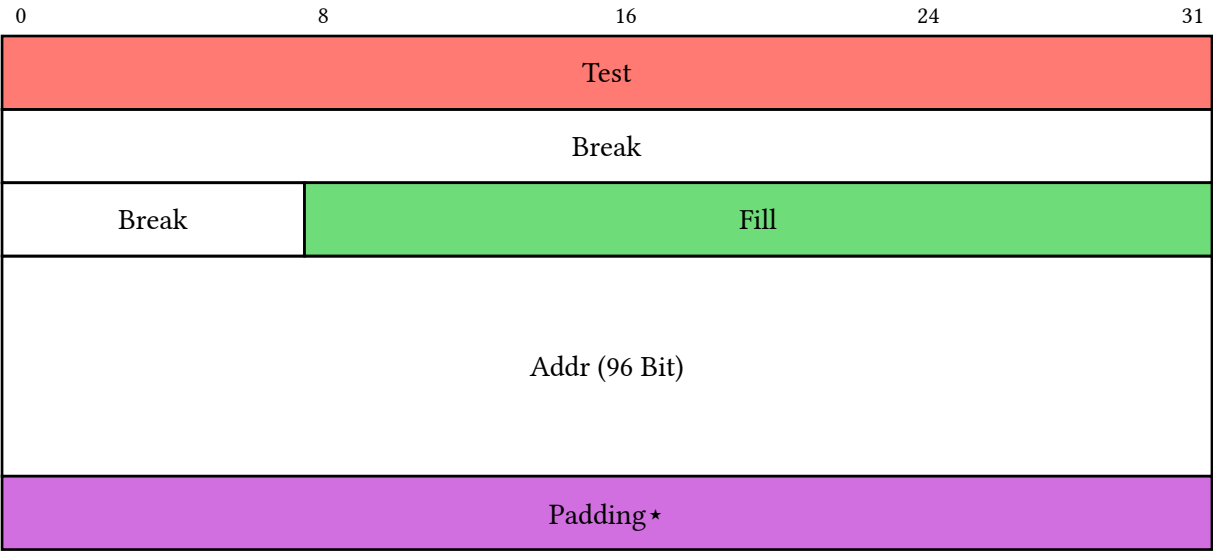 0 8 16 24 31
Test
Break
Break Fill
Addr (96 Bit)
Padding⋆